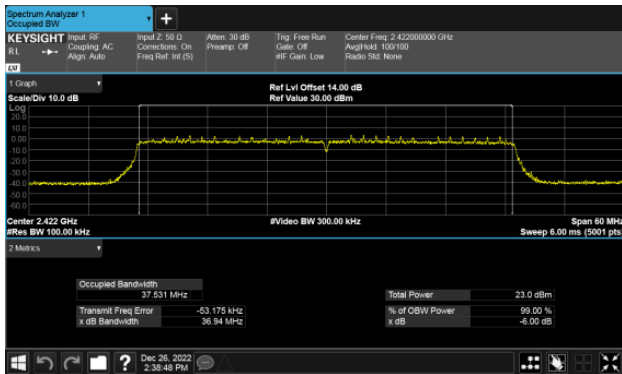 Spectrum Analyzer 1
Occupied BW
+
KEYSIGHT Input: RF Input Z: 50 Ω Atten: 30 dB Trig: Free Run Center Freq: 2.422000000 GHz
RL Coupling: AC Corrections: On Preamp: Off Gate: Off Avg|Hold: 100/100
Align: Auto Freq Ref: Int (S) #IF Gain: Low Radio Std: None
LXI
1 Graph
Ref Lvl Offset 14.00 dB
Scale/Div 10.0 dB Ref Value 30.00 dBm
Log
20.0
10.0
0.00
-10.0
-20.0
-30.0
-40.0
-50.0
-60.0
Center 2.422 GHz #Video BW 300.00 kHz Span 60 MHz
#Res BW 100.00 kHz Sweep 6.00 ms (5001 pts)
2 Metrics
Occupied Bandwidth
37.531 MHz Total Power 23.0 dBm
Transmit Freq Error -53.175 kHz % of OBW Power 99.00 %
x dB Bandwidth 36.94 MHz x dB -6.00 dB
? Dec 26, 2022
2:38:48 PM